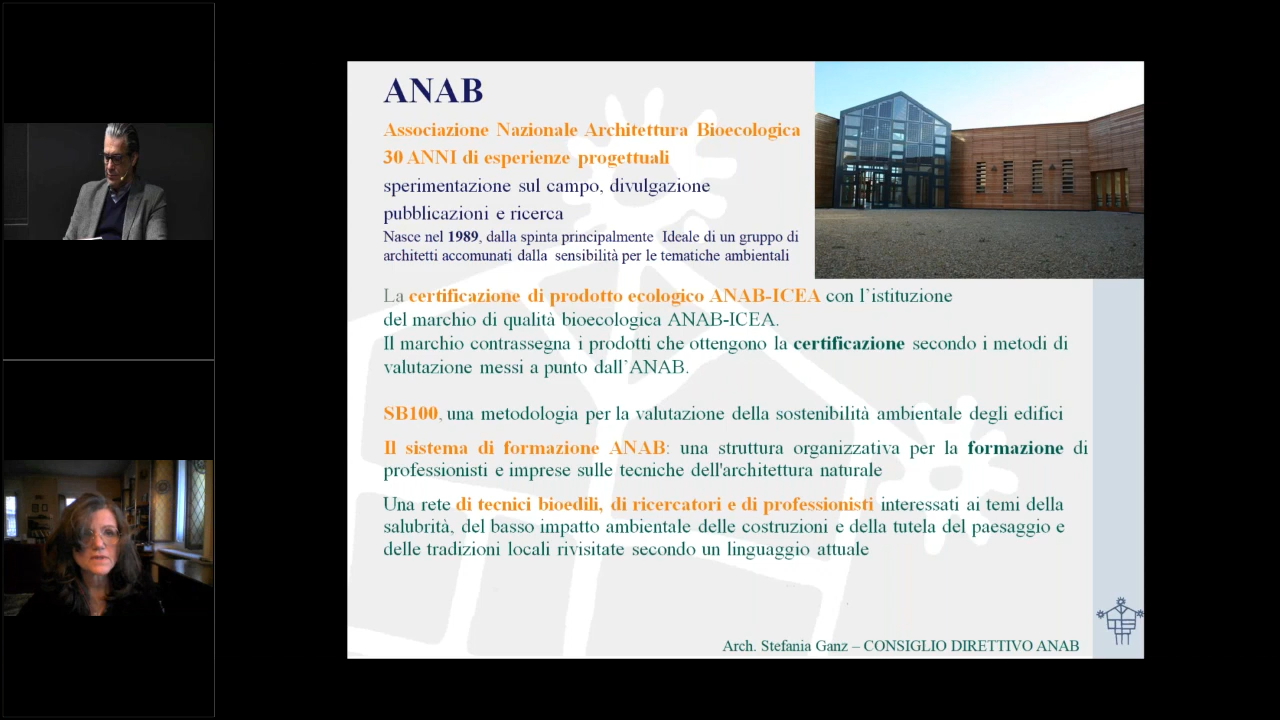 ANAB
Associazione Nazionale Architettura Bioecologica
30 ANNI di esperienze progettuali
sperimentazione sul campo, divulgazione
pubblicazioni e ricerca
Nasce nel 1989, dalla spinta principalmente Ideale di un gruppo di
architetti accomunati dalla sensibilità per le tematiche ambientali
La certificazione di prodotto ecologico ANAB-ICEA con l’istituzione
del marchio di qualità bioecologica ANAB-ICEA.
Il marchio contrassegna i prodotti che ottengono la certificazione secondo i metodi di
valutazione messi a punto dall’ANAB.
SB100, una metodologia per la valutazione della sostenibilità ambientale degli edifici
Il sistema di formazione ANAB: una struttura organizzativa per la formazione di
professionisti e imprese sulle tecniche dell'architettura naturale
Una rete di tecnici bioedili, di ricercatori e di professionisti interessati ai temi della
salubrità, del basso impatto ambientale delle costruzioni e della tutela del paesaggio e
delle tradizioni locali rivisitate secondo un linguaggio attuale
Arch. Stefania Ganz – CONSIGLIO DIRETTIVO ANAB